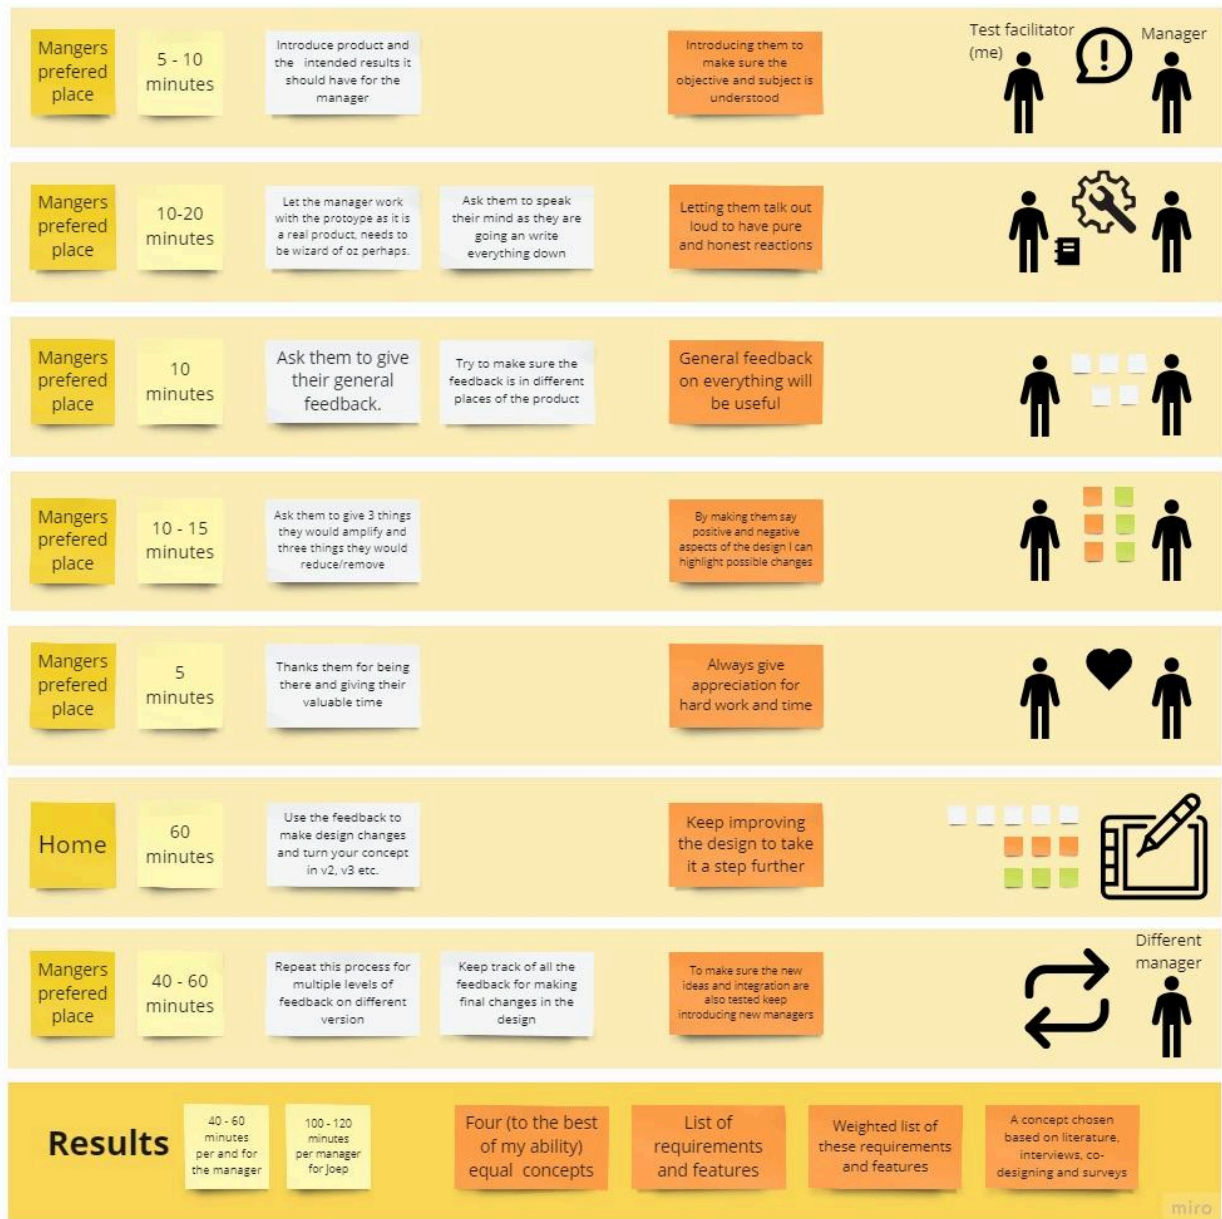 Mangers
prefered
place
5 - 10
minutes
Introduce product and
the intended results it
should have for the
manager
Introducing them to
make sure the
objective and subject is
understood
Test facilitator
(me)
Manager
Mangers
prefered
place
10-20
minutes
Let the manager work
with the protoype as it is
a real product, needs to
be wizard of oz perhaps.
Ask them to speak
their mind as they are
going an write
everything down
Letting them talk out
loud to have pure
and honest reactions
Mangers
prefered
place
10
minutes
Ask them to give
their general
feedback.
Try to make sure the
feedback is in different
places of the product
General feedback
on everything will
be useful
Mangers
prefered
place
10 - 15
minutes
Ask them to give 3 things
they would amplify and
three things they would
reduce/remove
By making them say
positive and negative
aspects of the design I can
highlight possible changes
Mangers
prefered
place
5
minutes
Thanks them for being
there and giving their
valuable time
Always give
appreciation for
hard work and time
Home
60
minutes
Use the feedback to
make design changes
and turn your concept
in v2, v3 etc.
Keep improving
the design to take
it a step further
Mangers
prefered
place
40 - 60
minutes
Repeat this process for
multiple levels of
feedback on different
version
Keep track of all the
feedback for making
final changes in the
design
To make sure the new
ideas and integration are
also tested keep
introducing new managers
Different
manager
Results
40 - 60
minutes
per and for
the manager
100 - 120
minutes
per manager
for Joep
Four (to the best
of my ability)
equal concepts
List of
requirements
and features
Weighted list of
these requirements
and features
A concept chosen
based on literature,
interviews, co-
designing and surveys
miro